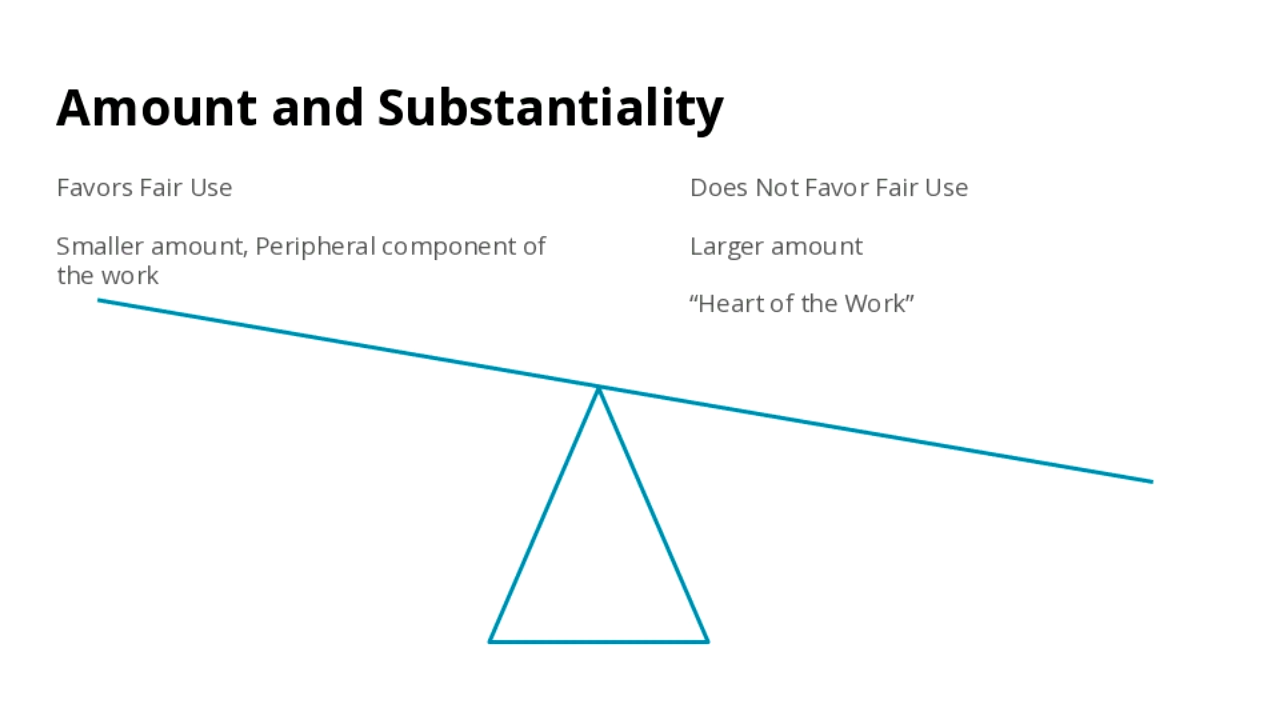 Amount and Substantiality
Favors Fair Use
Smaller amount, Peripheral component of
the work
Does Not Favor Fair Use
Larger amount
“Heart of the Work”